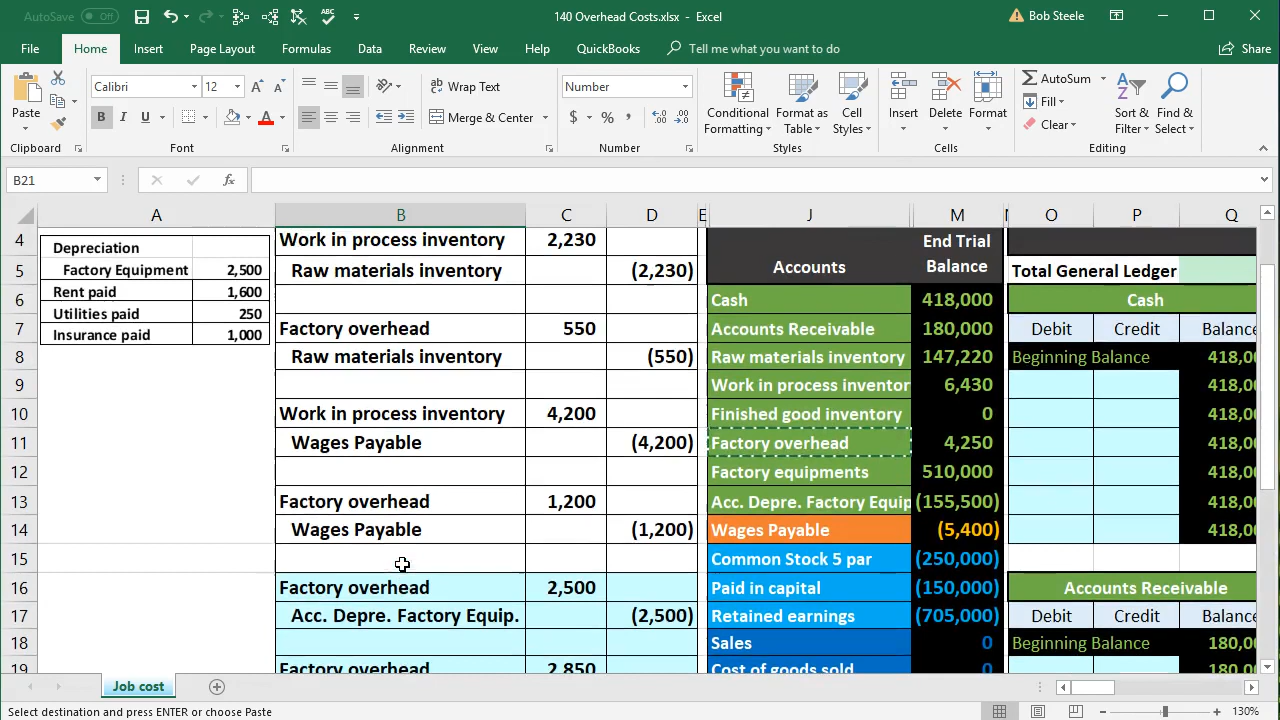 AutoSave Off 140 Overhead Costs.xlsx - Excel Bob Steele
File Home Insert Page Layout Formulas Data Review View Help QuickBooks Tell me what you want to do Share
Calibri 12 Wrap Text Number AutoSum
Paste B I U Merge & Center $ % Conditional Formatting Format as Table Cell Styles Insert Delete Format Fill Clear Sort & Filter Find & Select
Clipboard Font Alignment Number Styles Cells Editing
B21 fx
A B C D E J M N O P Q
4 Work in process inventory 2,230 End Trial
Depreciation
5 Raw materials inventory (2,230) Accounts Balance Total General Ledger
Factory Equipment 2,500
6 Cash 418,000 Cash
Rent paid 1,600
Utilities paid 250
7 Factory overhead 550 Accounts Receivable 180,000 Debit Credit Balance
Insurance paid 1,000
8 Raw materials inventory (550) Raw materials inventory 147,220 Beginning Balance 418,00
9 Work in process inventor 6,430 418,00
10 Work in process inventory 4,200 Finished good inventory 0 418,00
11 Wages Payable (4,200) Factory overhead 4,250 418,00
12 Factory equipments 510,000 418,00
13 Factory overhead 1,200 Acc. Depre. Factory Equip (155,500) 418,00
14 Wages Payable (1,200) Wages Payable (5,400) 418,00
15 Common Stock 5 par (250,000)
16 Factory overhead 2,500 Paid in capital (150,000) Accounts Receivable
17 Acc. Depre. Factory Equip. (2,500) Retained earnings (705,000) Debit Credit Balance
18 Sales 0 Beginning Balance 180,00
19 Factory overhead 2,850 Cost of goods sold 0 180,00
Job cost
Select destination and press ENTER or choose Paste 130%